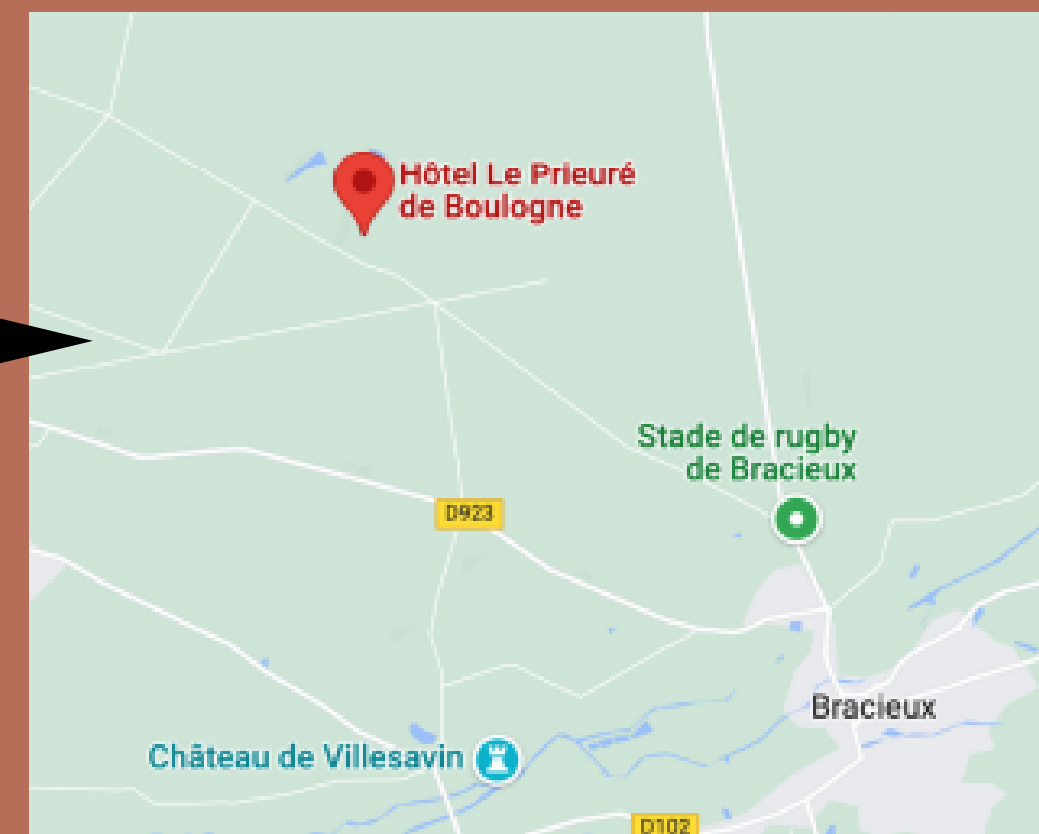 Hôtel Le Prieuré
de Boulogne
Stade de rugby
de Bracieux
D923
Bracieux
Château de Villesavin
D102